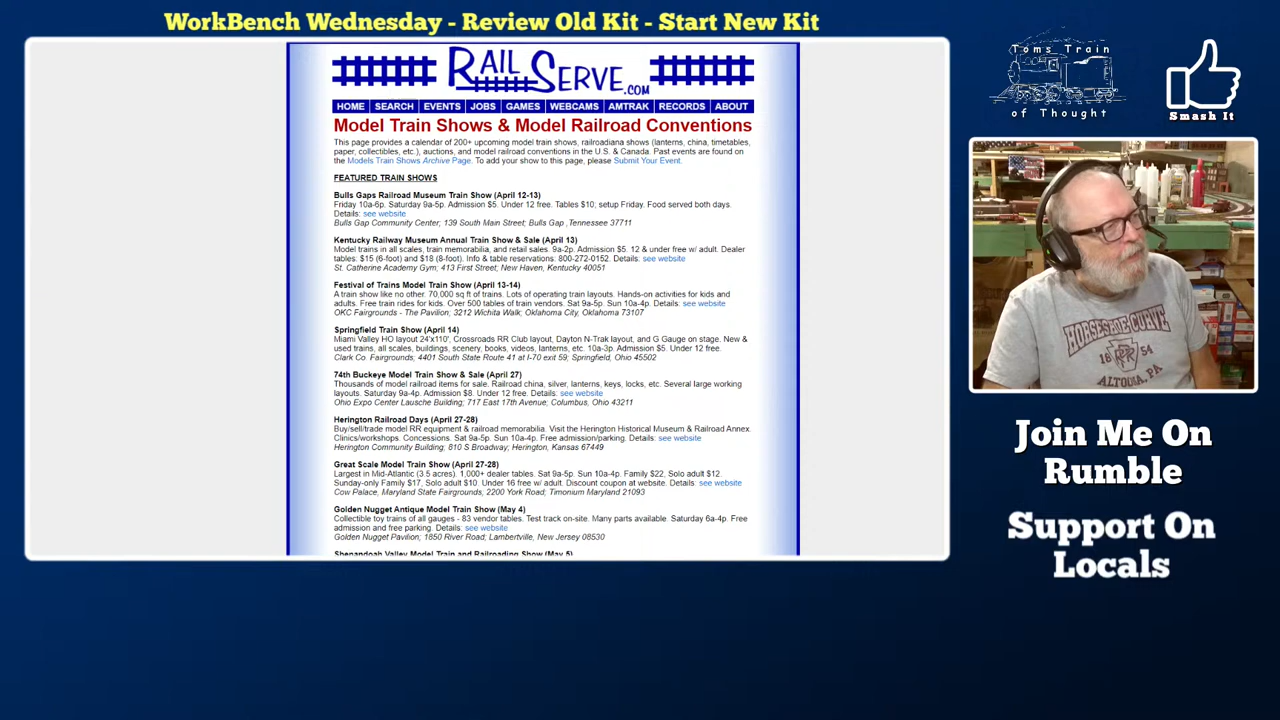 WorkBench Wednesday - Review Old Kit - Start New Kit
RAIL SERVE.COM
HOME SEARCH EVENTS JOBS GAMES WEBCAMS AMTRAK RECORDS ABOUT
Model Train Shows & Model Railroad Conventions
This page provides a calendar of 200+ upcoming model train shows, railroadiana shows (lanterns, china, timetables,
paper, collectibles, etc.), auctions, and model railroad conventions in the U.S. & Canada. Past events are found on
the Models Train Shows Archive Page. To add your show to this page, please Submit Your Event.
FEATURED TRAIN SHOWS
Bulls Gaps Railroad Museum Train Show (April 12-13)
Friday 10a-6p. Saturday 9a-5p. Admission $5. Under 12 free. Tables $10; setup Friday. Food served both days.
Details: see website
Bulls Gap Community Center; 139 South Main Street; Bulls Gap ,Tennessee 37711
Kentucky Railway Museum Annual Train Show & Sale (April 13)
Model trains in all scales, train memorabilia, and retail sales. 9a-2p. Admission $5. 12 & under free w/ adult. Dealer
tables: $15 (6-foot) and $18 (8-foot). Info & table reservations: 800-272-0152. Details: see website
St. Catherine Academy Gym; 413 First Street; New Haven, Kentucky 40051
Festival of Trains Model Train Show (April 13-14)
A train show like no other. 70,000 sq ft of trains. Lots of operating train layouts. Hands-on activities for kids and
adults. Free train rides for kids. Over 500 tables of train vendors. Sat 9a-5p. Sun 10a-4p. Details: see website
OKC Fairgrounds - The Pavilion; 3212 Wichita Walk; Oklahoma City, Oklahoma 73107
Springfield Train Show (April 14)
Miami Valley HO layout 24'x110', Crossroads RR Club layout, Dayton N-Trak layout, and G Gauge on stage. New &
used trains, all scales, buildings, scenery, books, videos, lanterns, etc. 10a-3p. Admission $5. Under 12 free.
Clark Co. Fairgrounds; 4401 South State Route 41 at I-70 exit 59; Springfield, Ohio 45502
74th Buckeye Model Train Show & Sale (April 27)
Thousands of model railroad items for sale. Railroad china, silver, lanterns, keys, locks, etc. Several large working
layouts. Saturday 9a-4p. Admission $8. Under 12 free. Details: see website
Ohio Expo Center Lausche Building; 717 East 17th Avenue; Columbus, Ohio 43211
Herington Railroad Days (April 27-28)
Buy/sell/trade model RR equipment & railroad memorabilia. Visit the Herington Historical Museum & Railroad Annex.
Clinics/workshops. Concessions. Sat 9a-5p. Sun 10a-4p. Free admission/parking. Details: see website
Herington Community Building; 810 S Broadway; Herington, Kansas 67449
Great Scale Model Train Show (April 27-28)
Largest in Mid-Atlantic (3.5 acres). 1,000+ dealer tables. Sat 9a-5p. Sun 10a-4p. Family $22, Solo adult $12.
Sunday-only Family $17, Solo adult $10. Under 16 free w/ adult. Discount coupon at website. Details: see website
Cow Palace, Maryland State Fairgrounds, 2200 York Road; Timonium Maryland 21093
Golden Nugget Antique Model Train Show (May 4)
Collectible toy trains of all gauges - 83 vendor tables. Test track on-site. Many parts available. Saturday 6a-4p. Free
admission and free parking. Details: see website
Golden Nugget Pavilion; 1850 River Road; Lambertville, New Jersey 08530
Shenandoah Valley Model Train and Railroading Show (May 5)
Toms Train
of Thought
Smash It
HORSESHOE CURVE
18 54
ALTOONA, PA.
Join Me On
Rumble
Support On
Locals